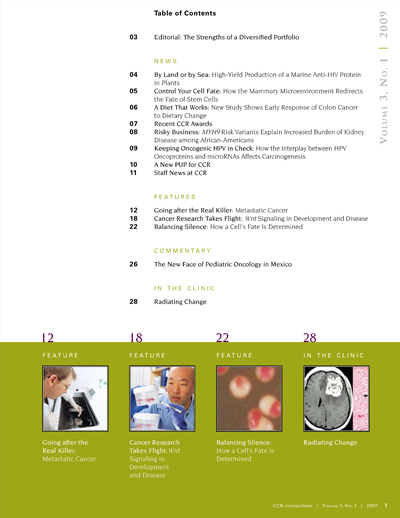 Table of Contents
03 Editorial: The Strengths of a Diversified Portfolio
NEWS
04 By Land or by Sea: High-Yield Production of a Marine Anti-HIV Protein
in Plants
05 Control Your Cell Fate: How the Mammary Microenvironment Redirects
the Fate of Stem Cells
06 A Diet That Works: New Study Shows Early Response of Colon Cancer
to Dietary Change
07 Recent CCR Awards
08 Risky Business: MYH9 Risk Variants Explain Increased Burden of Kidney
Disease among African-Americans
09 Keeping Oncogenic HPV in Check: How the Interplay between HPV
Oncoproteins and microRNAs Affects Carcinogenesis
10 A New PUP for CCR
11 Staff News at CCR
FEATURES
12 Going after the Real Killer: Metastatic Cancer
18 Cancer Research Takes Flight: Wnt Signaling in Development and Disease
22 Balancing Silence: How a Cell's Fate Is Determined
COMMENTARY
26 The New Face of Pediatric Oncology in Mexico
IN THE CLINIC
28 Radiating Change
Volume 3, No. 1 | 2009
12
FEATURE
Going after the
Real Killer:
Metastatic Cancer
18
FEATURE
Cancer Research
Takes Flight: Wnt
Signaling in
Development
and Disease
22
FEATURE
Balancing Silence:
How a Cell's Fate Is
Determined
28
IN THE CLINIC
Radiating Change
CCR connections | Volume 3, No. 1 | 2009 1